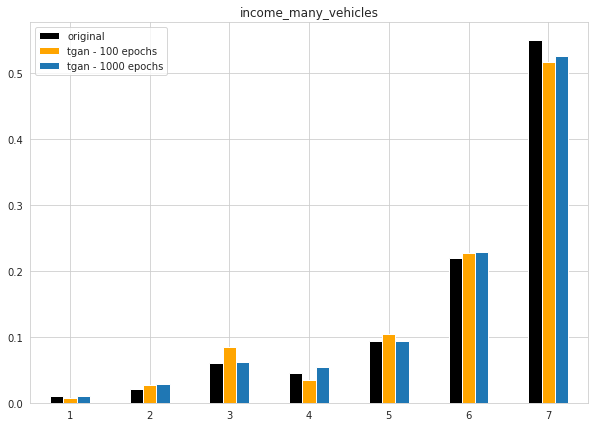 income_many_vehicles
original
tgan - 100 epochs
tgan - 1000 epochs
0.5
0.4
0.3
0.2
0.1
0.0
1 2 3 4 5 6 7